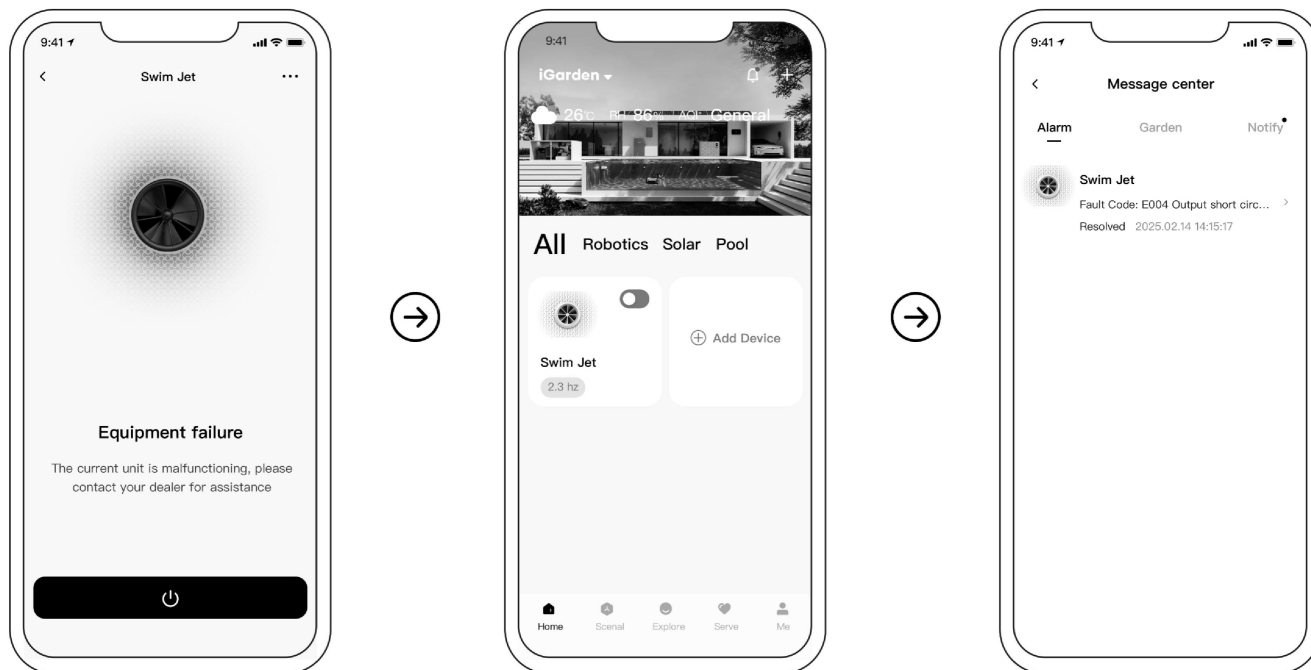 9:41
Swim Jet
Equipment failure
The current unit is malfunctioning, please
contact your dealer for assistance
9:41
iGarden
26°C RH 86% AQI General
All Robotics Solar Pool
Swim Jet
2.3 hz
Add Device
Home Scenal Explore Serve Me
9:41
Message center
Alarm Garden Notify
Swim Jet
Fault Code: E004 Output short circ...
Resolved 2025.02.14 14:15:17